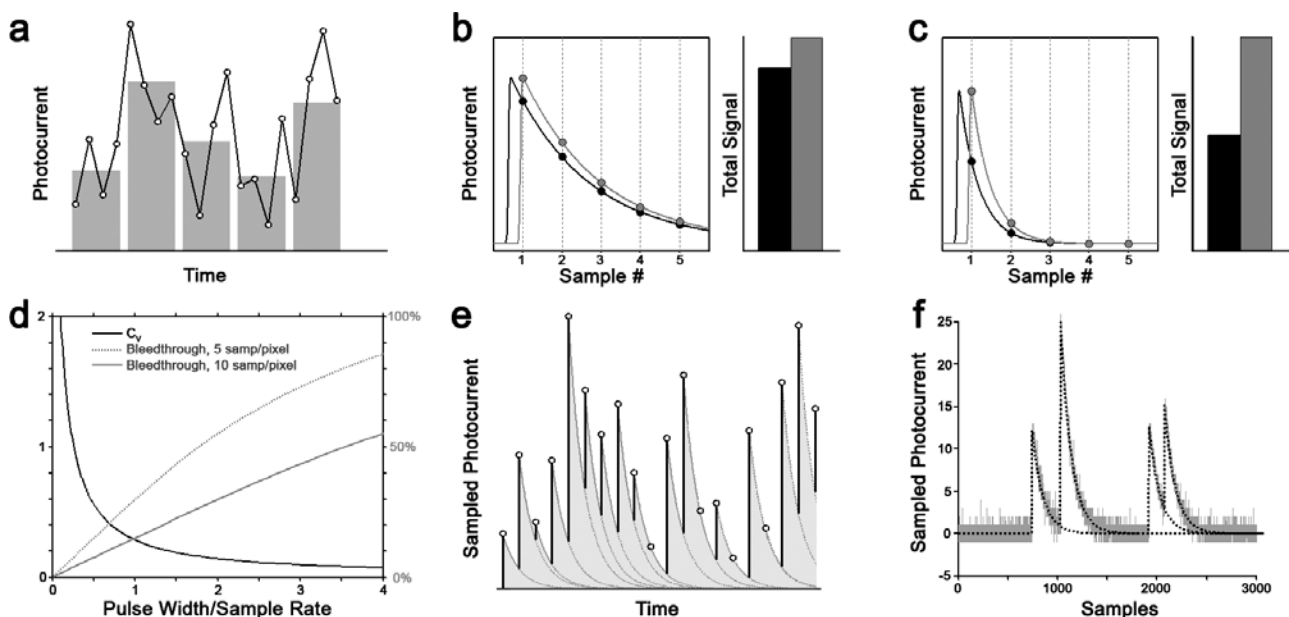 a
Photocurrent
Time
b
Photocurrent
1 2 3 4 5
Sample #
Total Signal
c
Photocurrent
1 2 3 4 5
Sample #
Total Signal
d
2
1
0
100%
50%
0%
Cv
Bleedthrough, 5 samp/pixel
Bleedthrough, 10 samp/pixel
0 1 2 3 4
Pulse Width/Sample Rate
e
Sampled Photocurrent
Time
f
Sampled Photocurrent
25
20
15
10
5
0
-5
0 1000 2000 3000
Samples